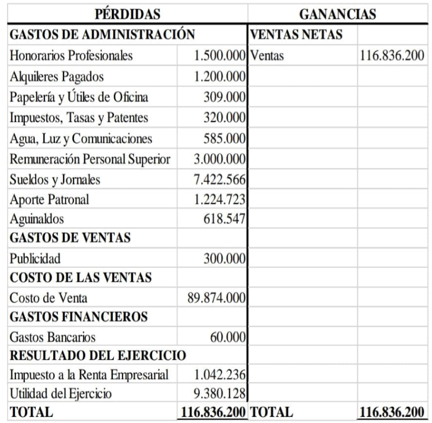 PÉRDIDAS GANANCIAS
GASTOS DE ADMINISTRACIÓN VENTAS NETAS
Honorarios Profesionales 1.500.000 Ventas 116.836.200
Alquileres Pagados 1.200.000
Papelería y Útiles de Oficina 309.000
Impuestos, Tasas y Patentes 320.000
Agua, Luz y Comunicaciones 585.000
Remuneración Personal Superior 3.000.000
Sueldos y Jornales 7.422.566
Aporte Patronal 1.224.723
Aguinaldos 618.547
GASTOS DE VENTAS
Publicidad 300.000
COSTO DE LAS VENTAS
Costo de Venta 89.874.000
GASTOS FINANCIEROS
Gastos Bancarios 60.000
RESULTADO DEL EJERCICIO
Impuesto a la Renta Empresarial 1.042.236
Utilidad del Ejercicio 9.380.128
TOTAL 116.836.200 TOTAL 116.836.200